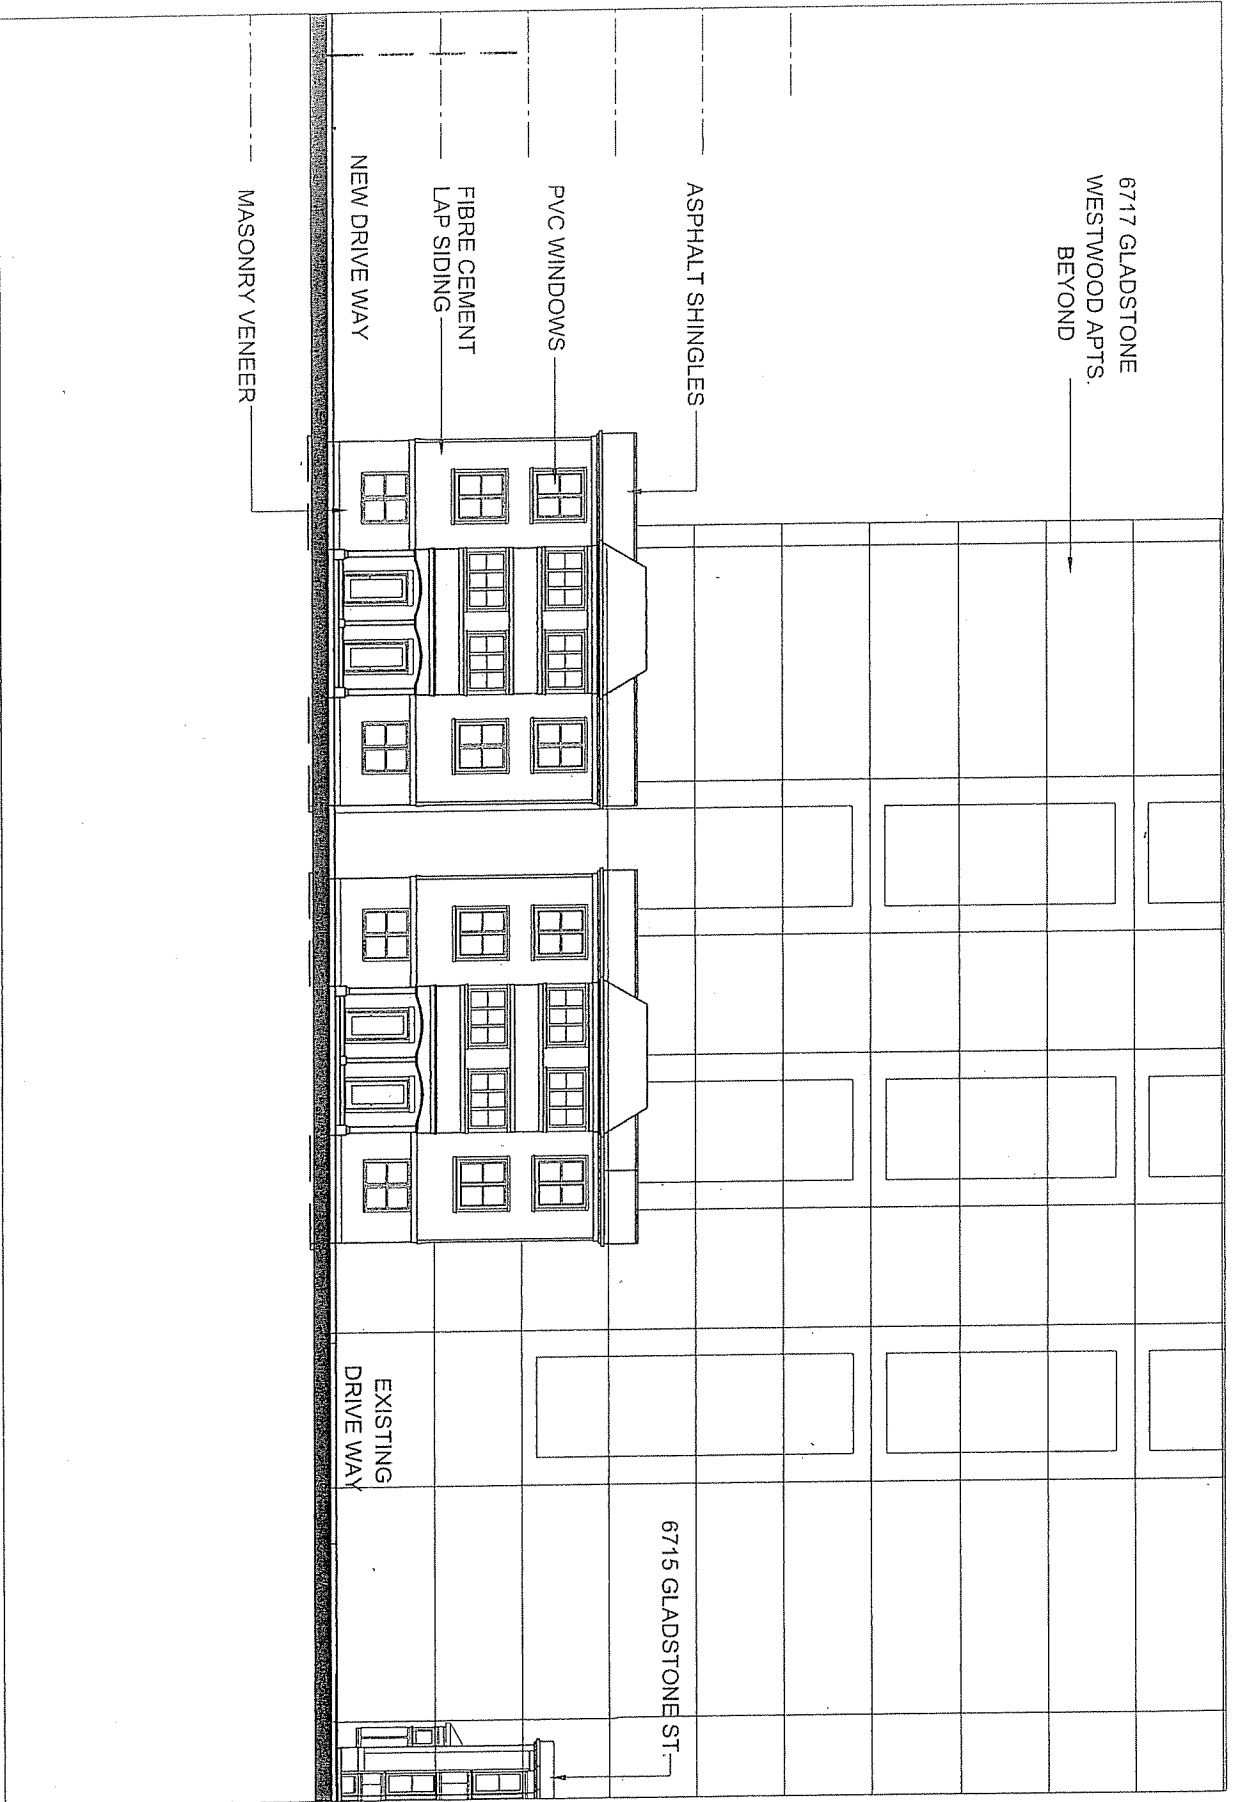 6717 GLADSTONE
WESTWOOD APTS.
BEYOND
ASPHALT SHINGLES
PVC WINDOWS
FIBRE CEMENT
LAP SIDING
NEW DRIVE WAY
MASONRY VENEER
6715 GLADSTONE ST.
EXISTING
DRIVE WAY